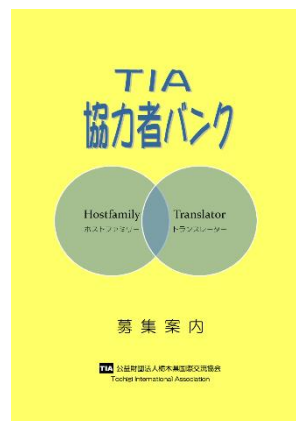 TIA
協力者バンク
Hostfamily
ホストファミリー
Translator
トランスレーター
募集案内
TIA 公益財団法人栃木県国際交流協会
Tochigi International Association